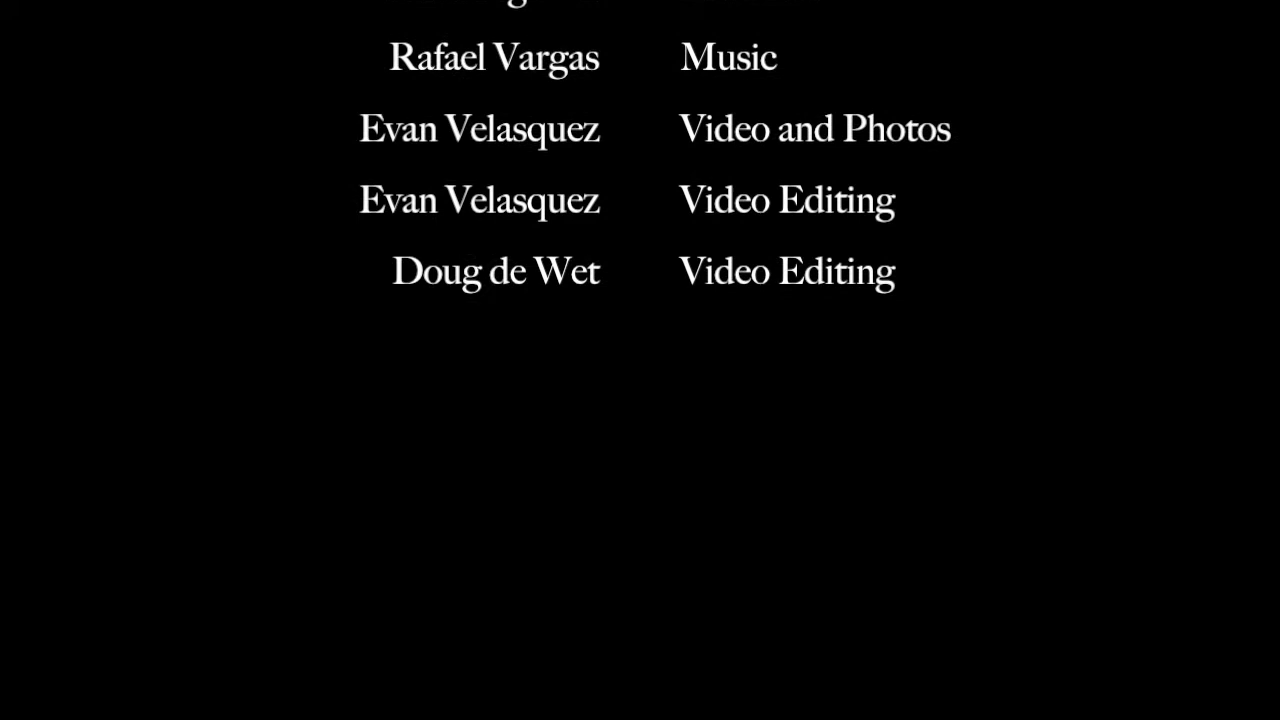 Rafael Vargas Music
Evan Velasquez Video and Photos
Evan Velasquez Video Editing
Doug de Wet Video Editing